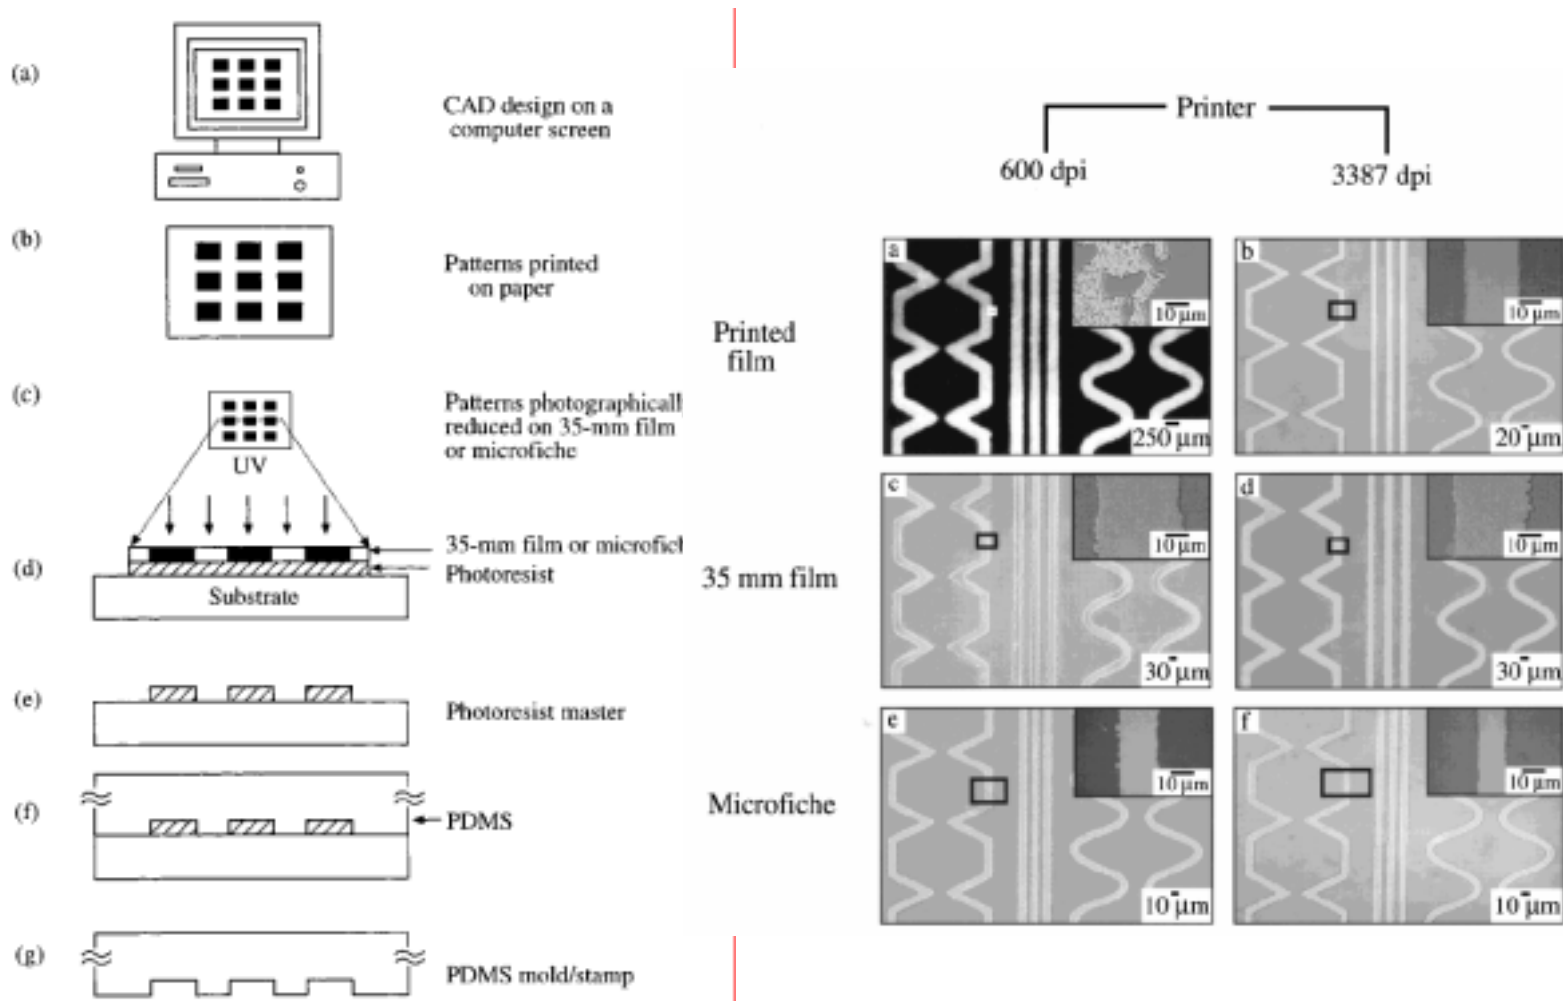 (a)
CAD design on a
computer screen
(b)
Patterns printed
on paper
(c)
Patterns photographicall
reduced on 35-mm film
or microfiche
UV
35-mm film or microfich
(d)
Photoresist
Substrate
(e)
Photoresist master
(f)
PDMS
(g)
PDMS mold/stamp
Printer
600 dpi
3387 dpi
Printed
film
a
10 µm
250 µm
b
10 µm
20 µm
35 mm film
c
10 µm
30 µm
d
10 µm
30 µm
Microfiche
e
10 µm
10 µm
f
10 µm
10 µm